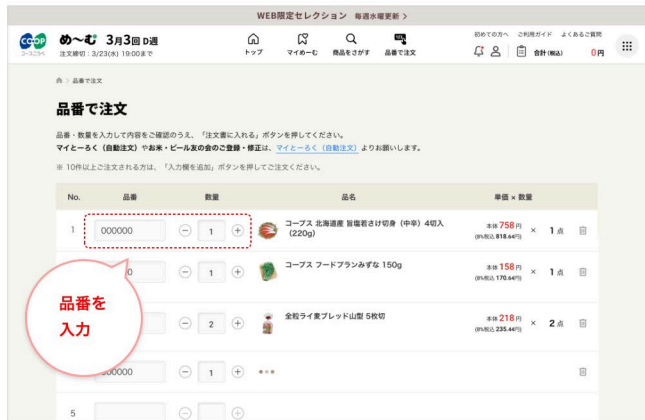 WEB限定セレクション 毎週水曜更新 >
CO・OP
コープこうべ
め〜む 3月3回 D週
注文締切：3/23(水) 19:00まで
トップ
マイめーむ
商品をさがす
品番で注文
初めての方へ ご利用ガイド よくあるご質問
合計(税込) 0円
品番で注文
品番で注文
品番・数量を入力して内容をご確認のうえ、「注文書に入れる」ボタンを押してください。
マイとーろく（自動注文）やお米・ビール友の会のご登録・修正は、マイとーろく（自動注文）よりお願いします。
※ 10件以上ご注文される方は、「入力欄を追加」ボタンを押してご注文ください。
No. 品番 数量 品名 単価 × 数量
1 000000 1 コープス 北海道産 旨塩若さけ切身（中辛）4切入（220g） 本体 758 円 (8%税込 818.64円) × 1 点
0 1 コープス フードプランみずな 150g 本体 158 円 (8%税込 170.64円) × 1 点
2 全粒ライ麦ブレッド山型 5枚切 本体 218 円 (8%税込 235.44円) × 2 点
000000 1
5
品番を
入力